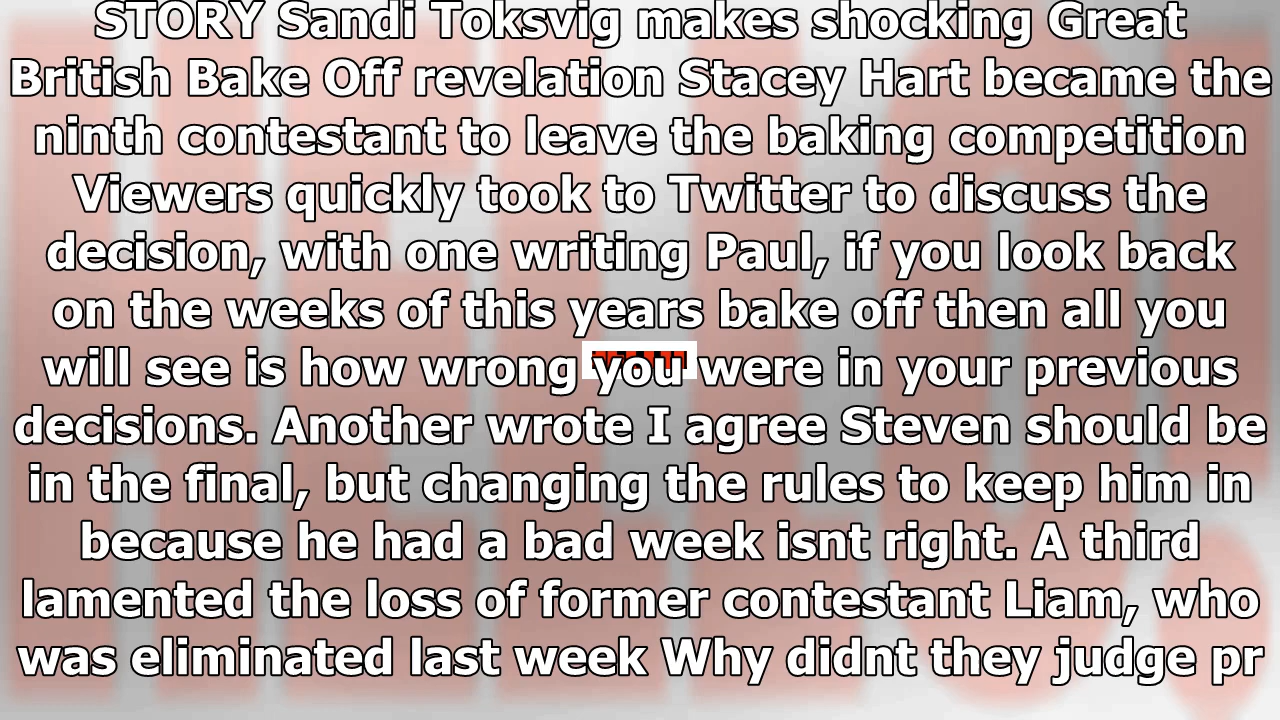 STORY Sandi Toksvig makes shocking Great
British Bake Off revelation Stacey Hart became the
ninth contestant to leave the baking competition
Viewers quickly took to Twitter to discuss the
decision, with one writing Paul, if you look back
on the weeks of this years bake off then all you
will see is how wrong you were in your previous
decisions. Another wrote I agree Steven should be
in the final, but changing the rules to keep him in
because he had a bad week isnt right. A third
lamented the loss of former contestant Liam, who
was eliminated last week Why didnt they judge pr